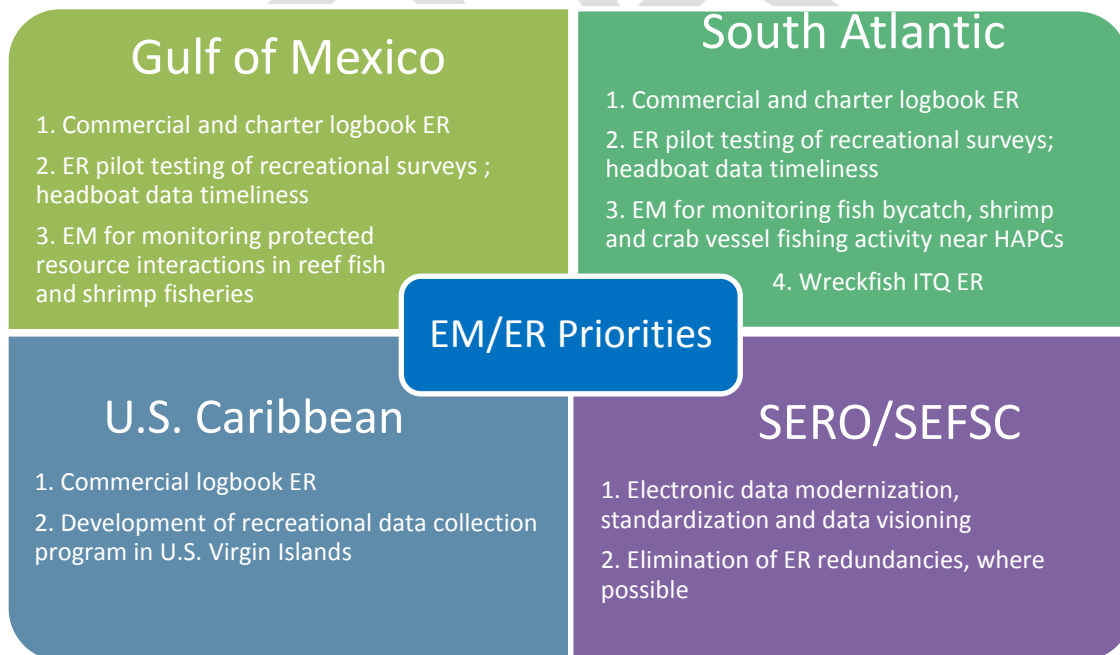 Gulf of Mexico
1. Commercial and charter logbook ER
2. ER pilot testing of recreational surveys ;
headboat data timeliness
3. EM for monitoring protected
resource interactions in reef fish
and shrimp fisheries
South Atlantic
1. Commercial and charter logbook ER
2. ER pilot testing of recreational surveys;
headboat data timeliness
3. EM for monitoring fish bycatch, shrimp
and crab vessel fishing activity near HAPCs
4. Wreckfish ITQ ER
EM/ER Priorities
U.S. Caribbean
1. Commercial logbook ER
2. Development of recreational data collection
program in U.S. Virgin Islands
SERO/SEFSC
1. Electronic data modernization,
standardization and data visioning
2. Elimination of ER redundancies, where
possible